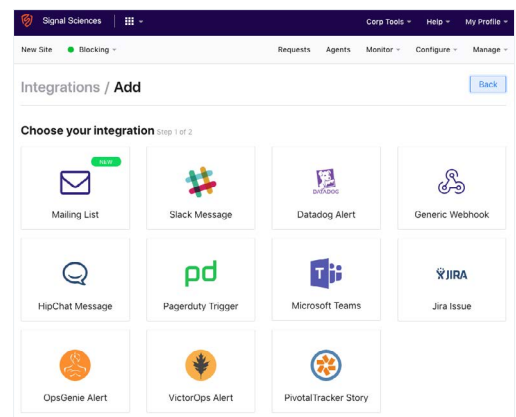 Signal Sciences Corp Tools Help My Profile
New Site Blocking Requests Agents Monitor Configure Manage
Integrations / Add Back
Choose your integration Step 1 of 2
NEW
DATADOG
Mailing List Slack Message Datadog Alert Generic Webhook
pd T JIRA
HipChat Message Pagerduty Trigger Microsoft Teams Jira Issue
OpsGenie Alert VictorOps Alert PivotalTracker Story